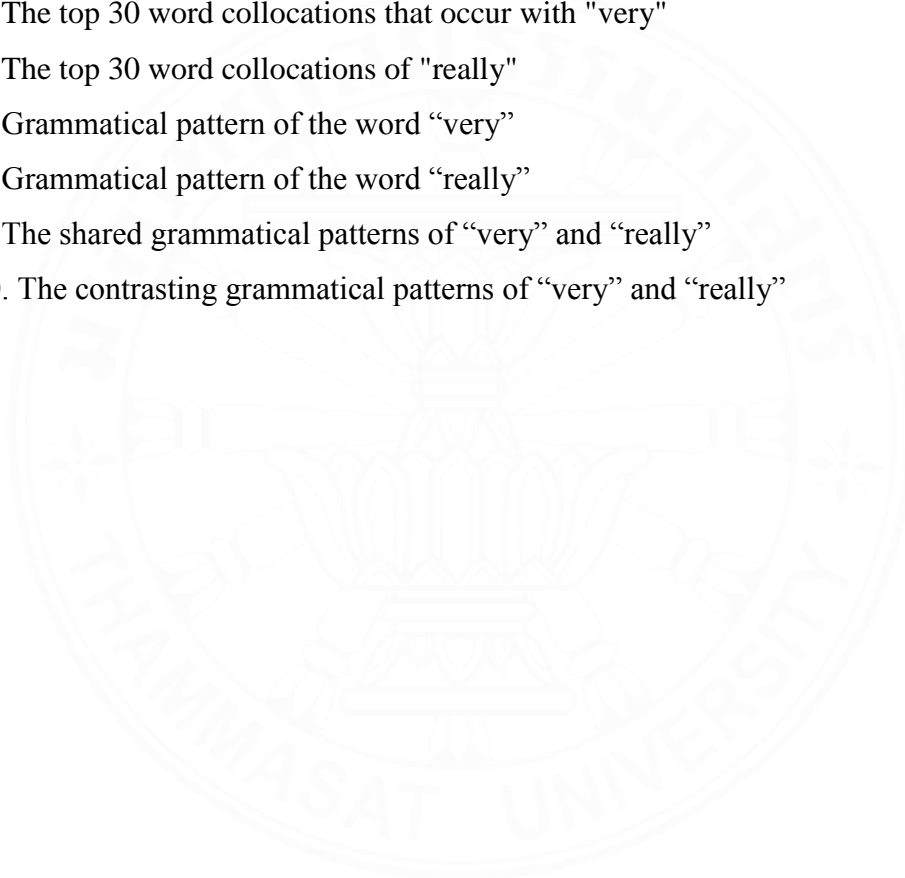 The top 30 word collocations that occur with "very"
The top 30 word collocations of "really"
Grammatical pattern of the word “very”
Grammatical pattern of the word “really”
The shared grammatical patterns of “very” and “really”
. The contrasting grammatical patterns of “very” and “really”
THAMMASAT UNIVERSITY